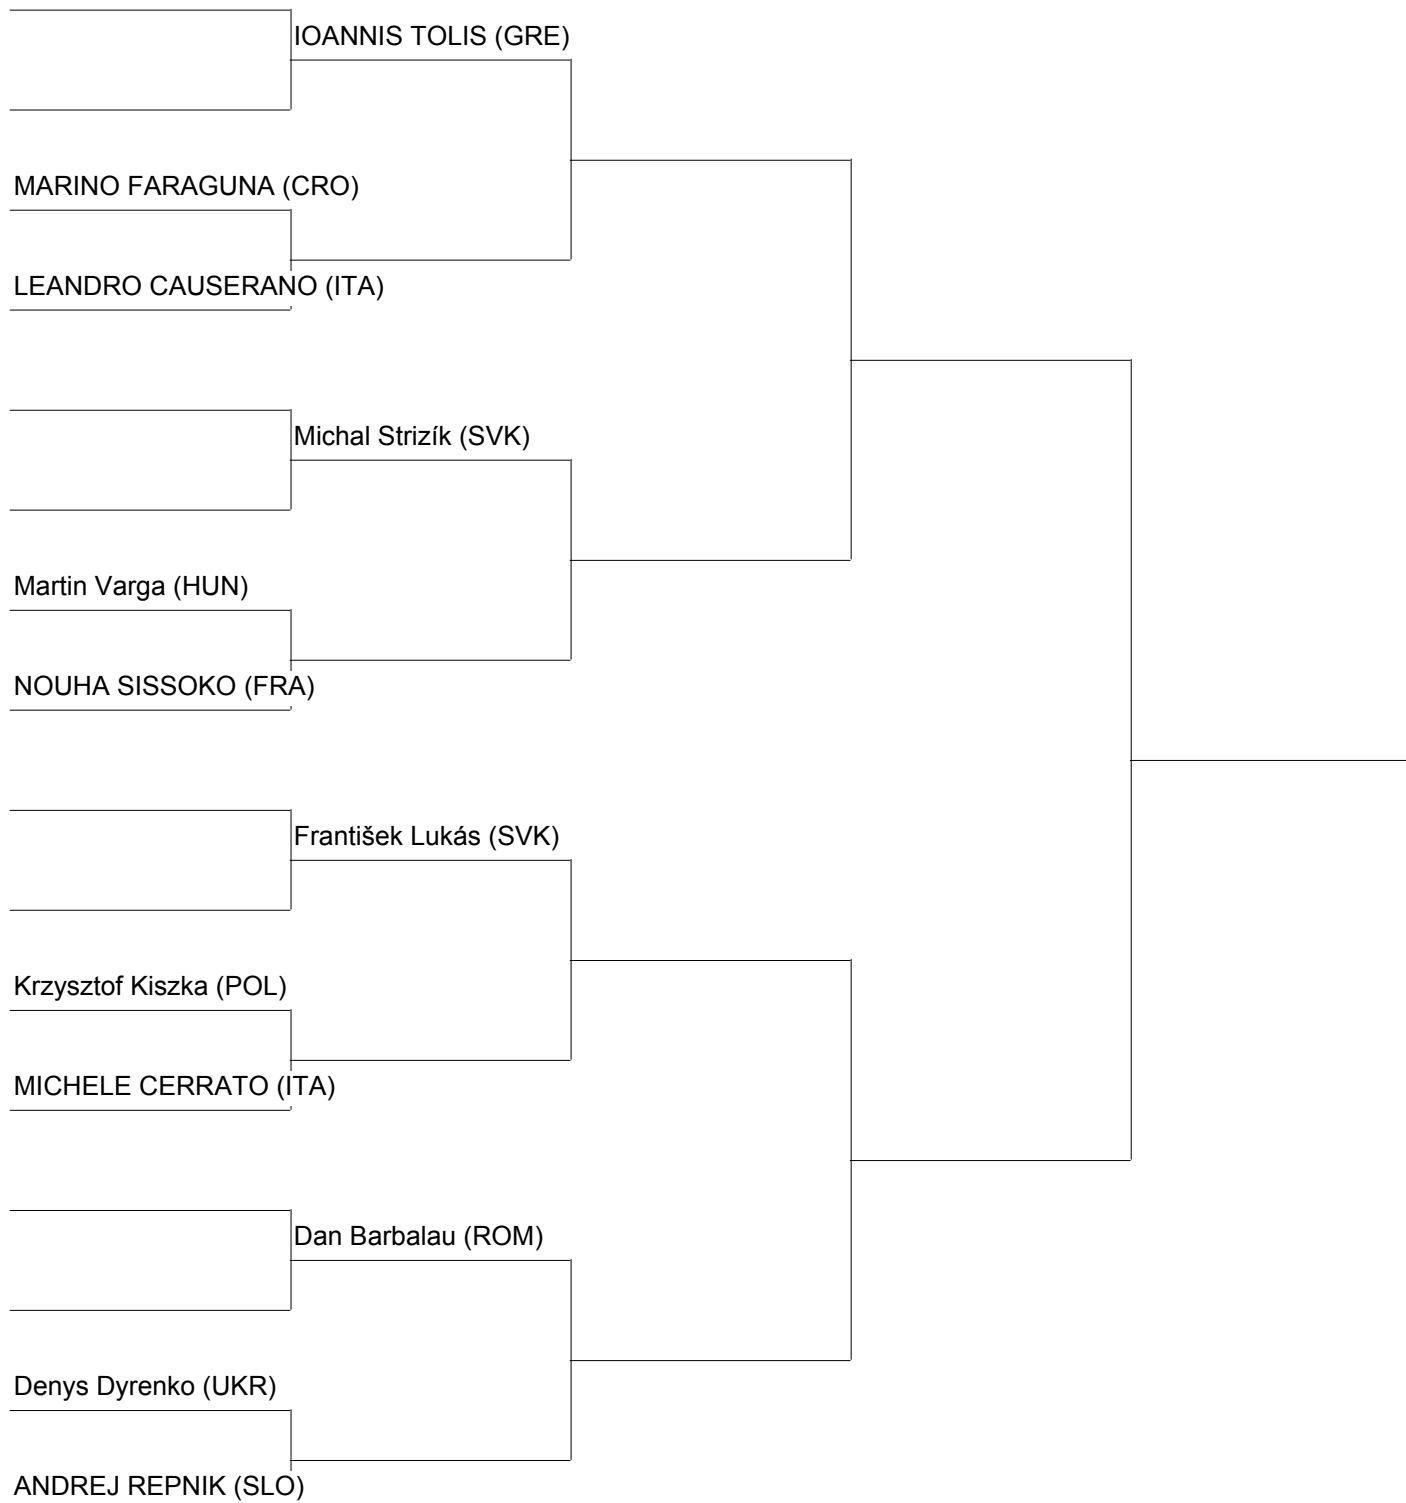 IOANNIS TOLIS (GRE)
MARINO FARAGUNA (CRO)
LEANDRO CAUSERANO (ITA)
Michal Strizík (SVK)
Martin Varga (HUN)
NOUHA SISSOKO (FRA)
František Lukás (SVK)
Krzysztof Kiszka (POL)
MICHELE CERRATO (ITA)
Dan Barbalau (ROM)
Denys Dyrenko (UKR)
ANDREJ REPNIK (SLO)